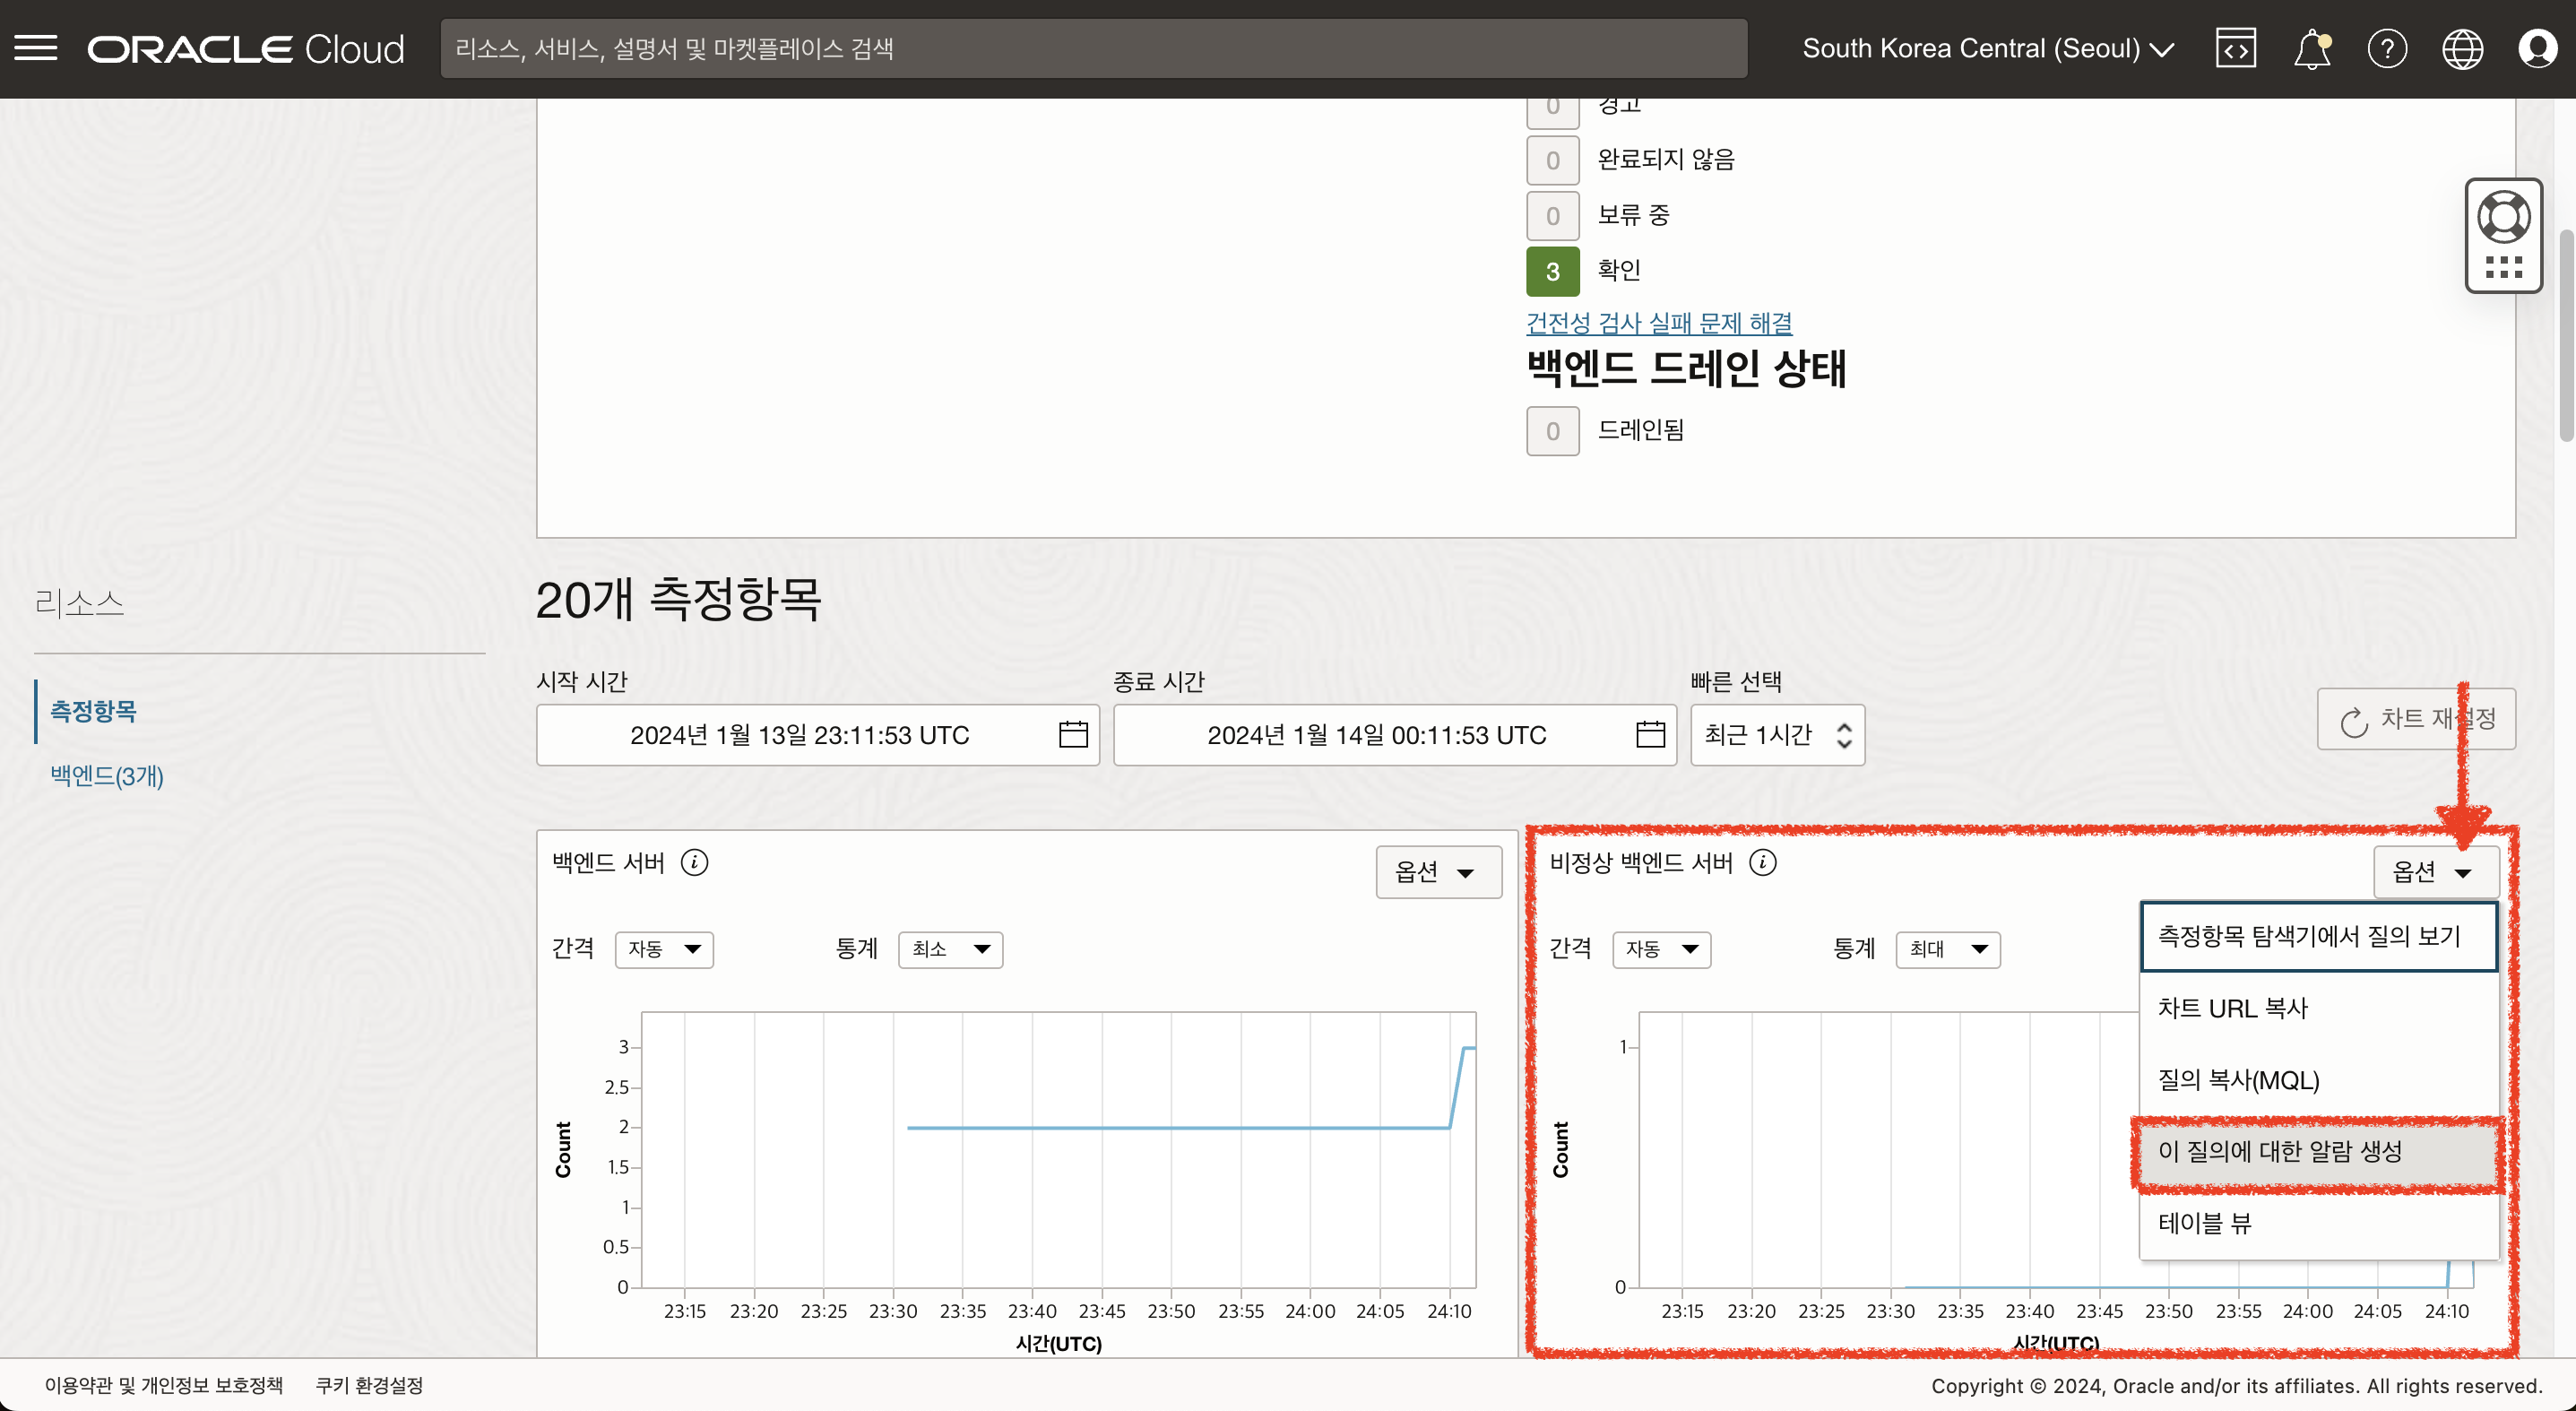 ORACLE Cloud
리소스, 서비스, 설명서 및 마켓플레이스 검색
South Korea Central (Seoul)
0 경고
0 완료되지 않음
0 보류 중
3 확인
건전성 검사 실패 문제 해결
백엔드 드레인 상태
0 드레인됨
리소스
측정항목
백엔드(3개)
20개 측정항목
시작 시간
2024년 1월 13일 23:11:53 UTC
종료 시간
2024년 1월 14일 00:11:53 UTC
빠른 선택
최근 1시간
차트 재설정
백엔드 서버
옵션
간격 자동 통계 최소
Count
3
2.5
2
1.5
1
0.5
0
23:15 23:20 23:25 23:30 23:35 23:40 23:45 23:50 23:55 24:00 24:05 24:10
시간(UTC)
비정상 백엔드 서버
옵션
간격 자동 통계 최대
측정항목 탐색기에서 질의 보기
차트 URL 복사
질의 복사(MQL)
이 질의에 대한 알람 생성
테이블 뷰
Count
1
0
23:15 23:20 23:25 23:30 23:35 23:40 23:45 23:50 23:55 24:00 24:05 24:10
시간(UTC)
이용약관 및 개인정보 보호정책 쿠키 환경설정
Copyright © 2024, Oracle and/or its affiliates. All rights reserved.